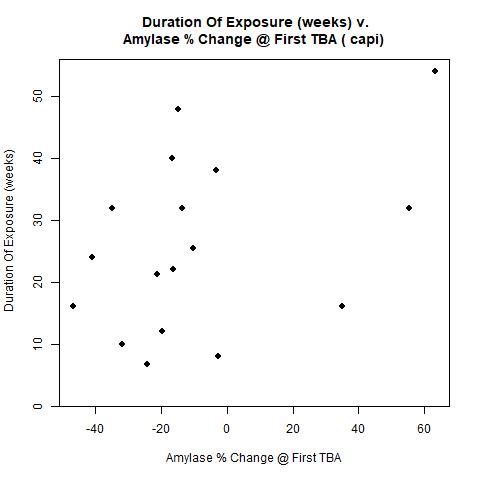 Duration Of Exposure (weeks) v.
Amylase % Change @ First TBA ( capi)
Duration Of Exposure (weeks)
50
40
30
20
10
0
-40 -20 0 20 40 60
Amylase % Change @ First TBA